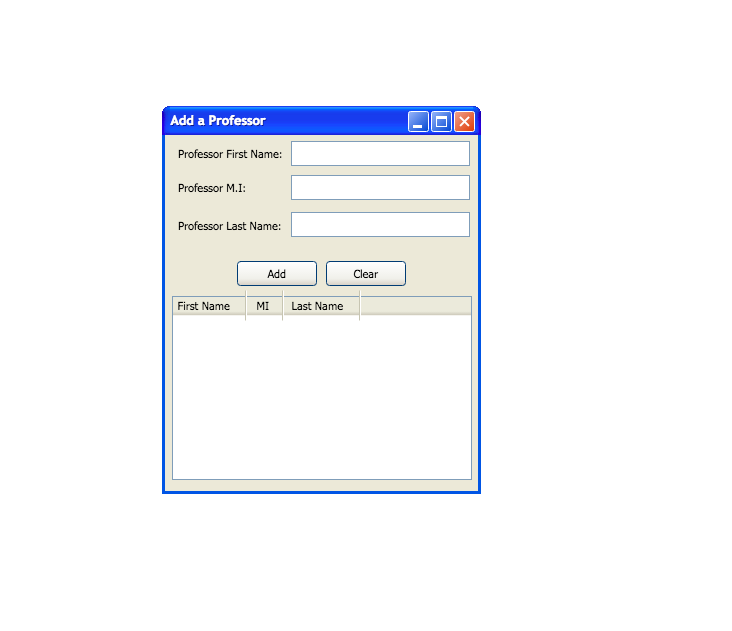 Add a Professor
Professor First Name:
Professor M.I:
Professor Last Name:
Add Clear
First Name MI Last Name